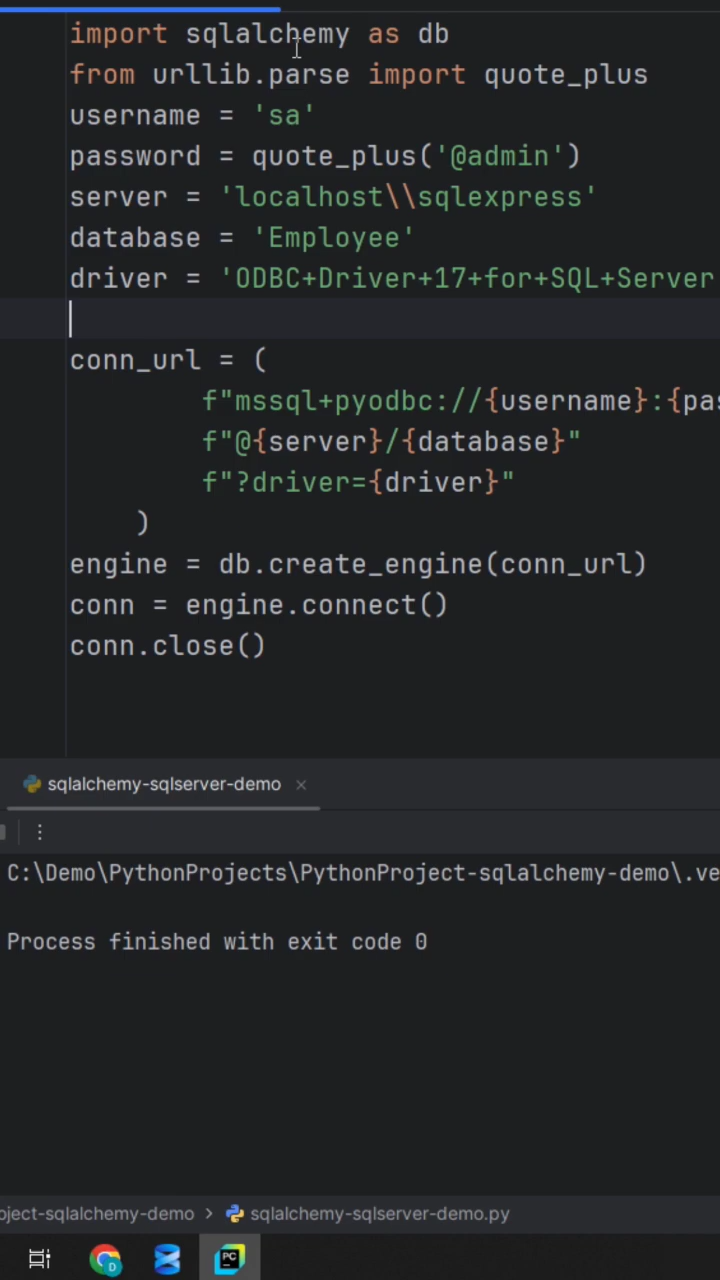 import sqlalchemy as db
from urllib.parse import quote_plus
username = 'sa'
password = quote_plus('@admin')
server = 'localhost\\sqlexpress'
database = 'Employee'
driver = 'ODBC+Driver+17+for+SQL+Server
conn_url = (
f"mssql+pyodbc://{username}:{pas
f"@{server}/{database}"
f"?driver={driver}"
)
engine = db.create_engine(conn_url)
conn = engine.connect()
conn.close()
sqlalchemy-sqlserver-demo ×
C:\Demo\PythonProjects\PythonProject-sqlalchemy-demo\.ve
Process finished with exit code 0
oject-sqlalchemy-demo > sqlalchemy-sqlserver-demo.py
D
PC